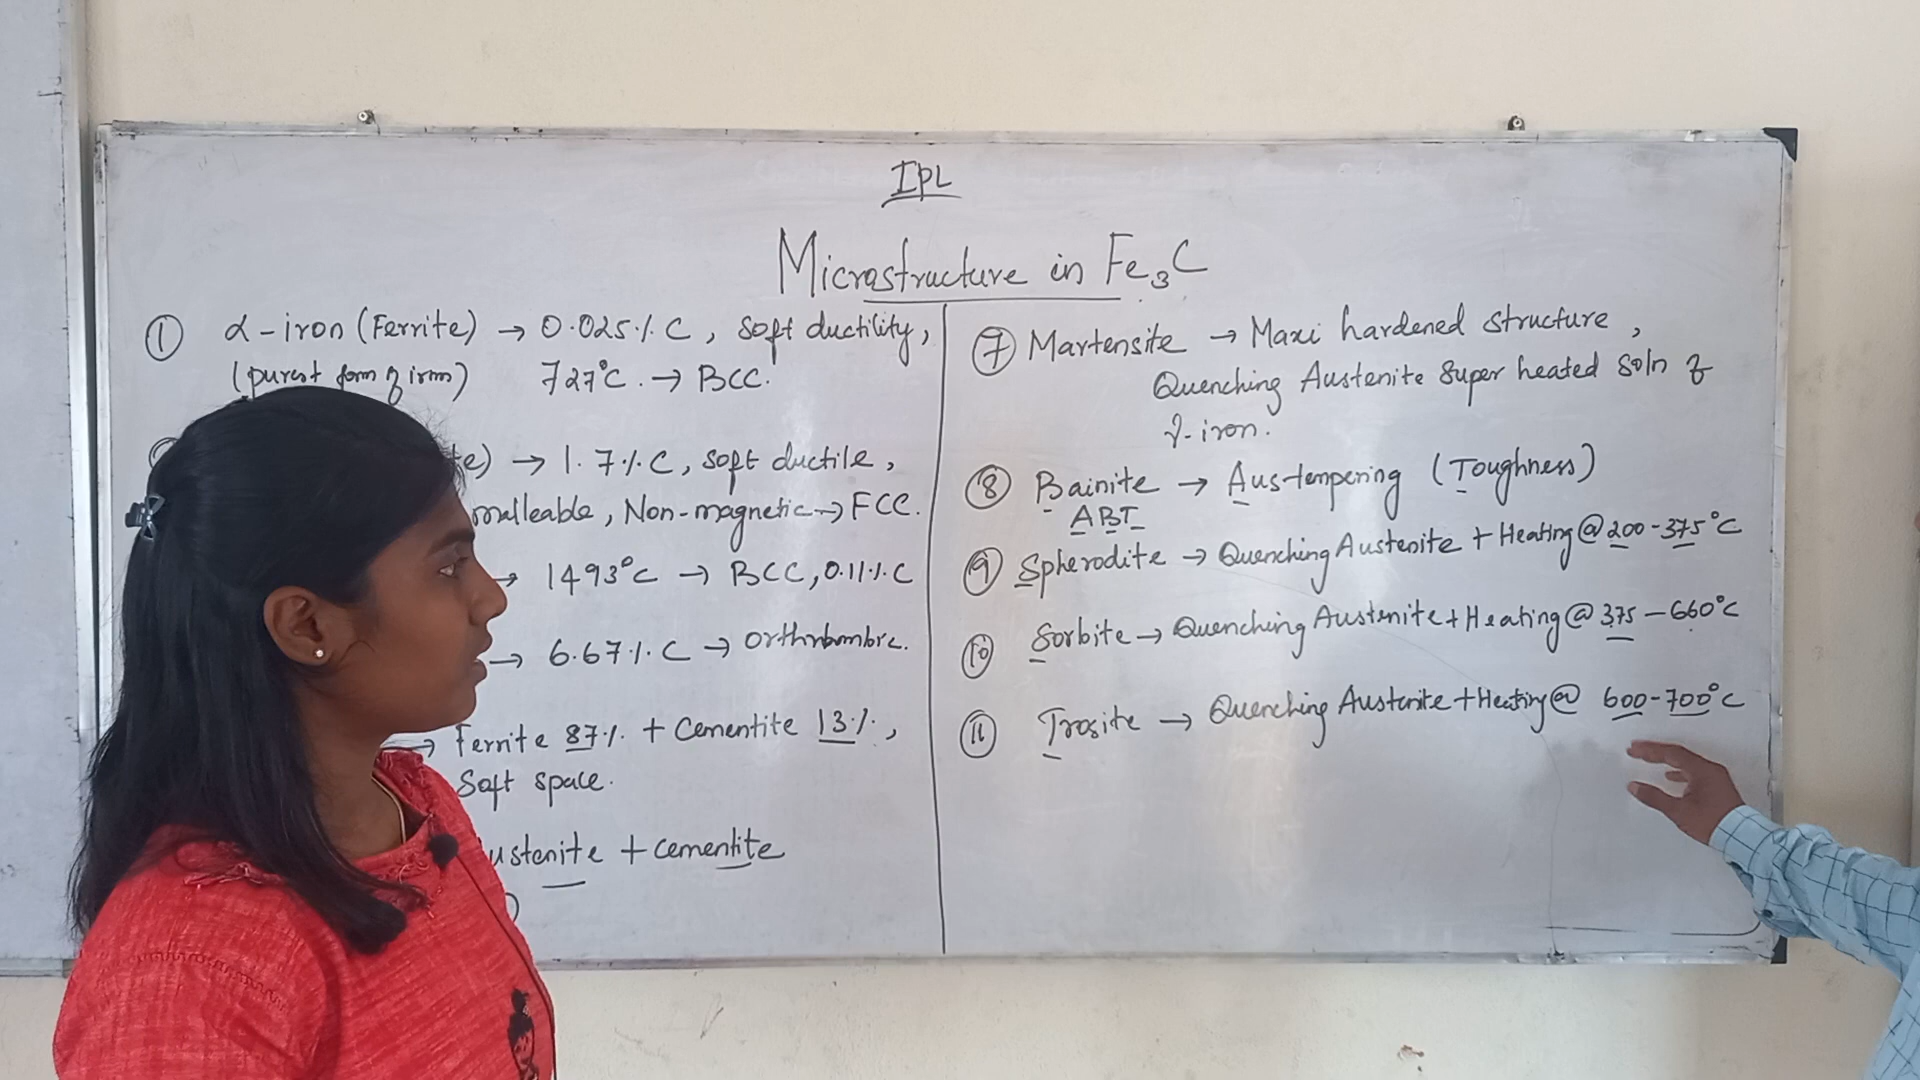 IPL
Microstructure in Fe₃C
① α-iron (Ferrite) → 0.025% C, Soft ductility,
(purest form of iron) 727°C. → BCC.
te) → 1.7% C, soft ductile,
malleable, Non-magnetic → FCC.
→ 1493°C → BCC, 0.11% C
→ 6.67% C → Orthrbombrc.
→ Ferrite 87% + Cementite 13%,
Soft space.
ustenite + cementite
⑦ Martensite → Maxi hardened structure,
Quenching Austenite Super heated Soln of
γ-iron.
⑧ Bainite → Aus-tempering (Toughness)
ABT
⑨ Spherodite → Quenching Austenite + Heating @ 200-375°C
⑩ Sorbite → Quenching Austenite + Heating @ 375-660°C
⑪ Trosite → Quenching Austenite + Heating @ 600-700°C